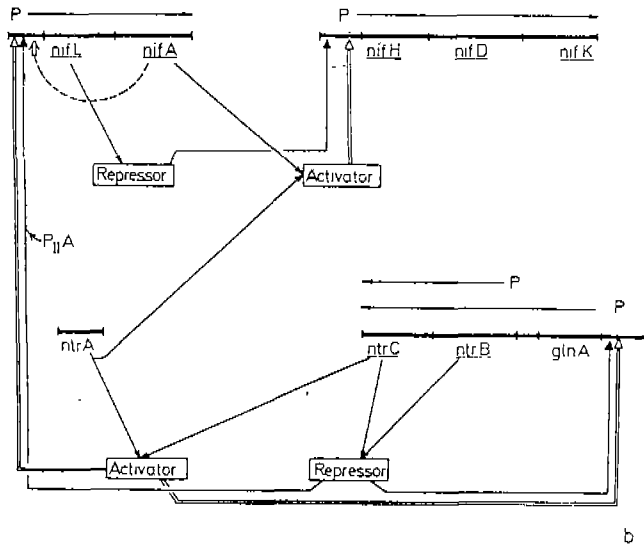 P P
nifL nifA nifH nifD nifK
Repressor Activator
PIIA
P
P
ntrA ntrC ntrB glnA
Activator Repressor
b